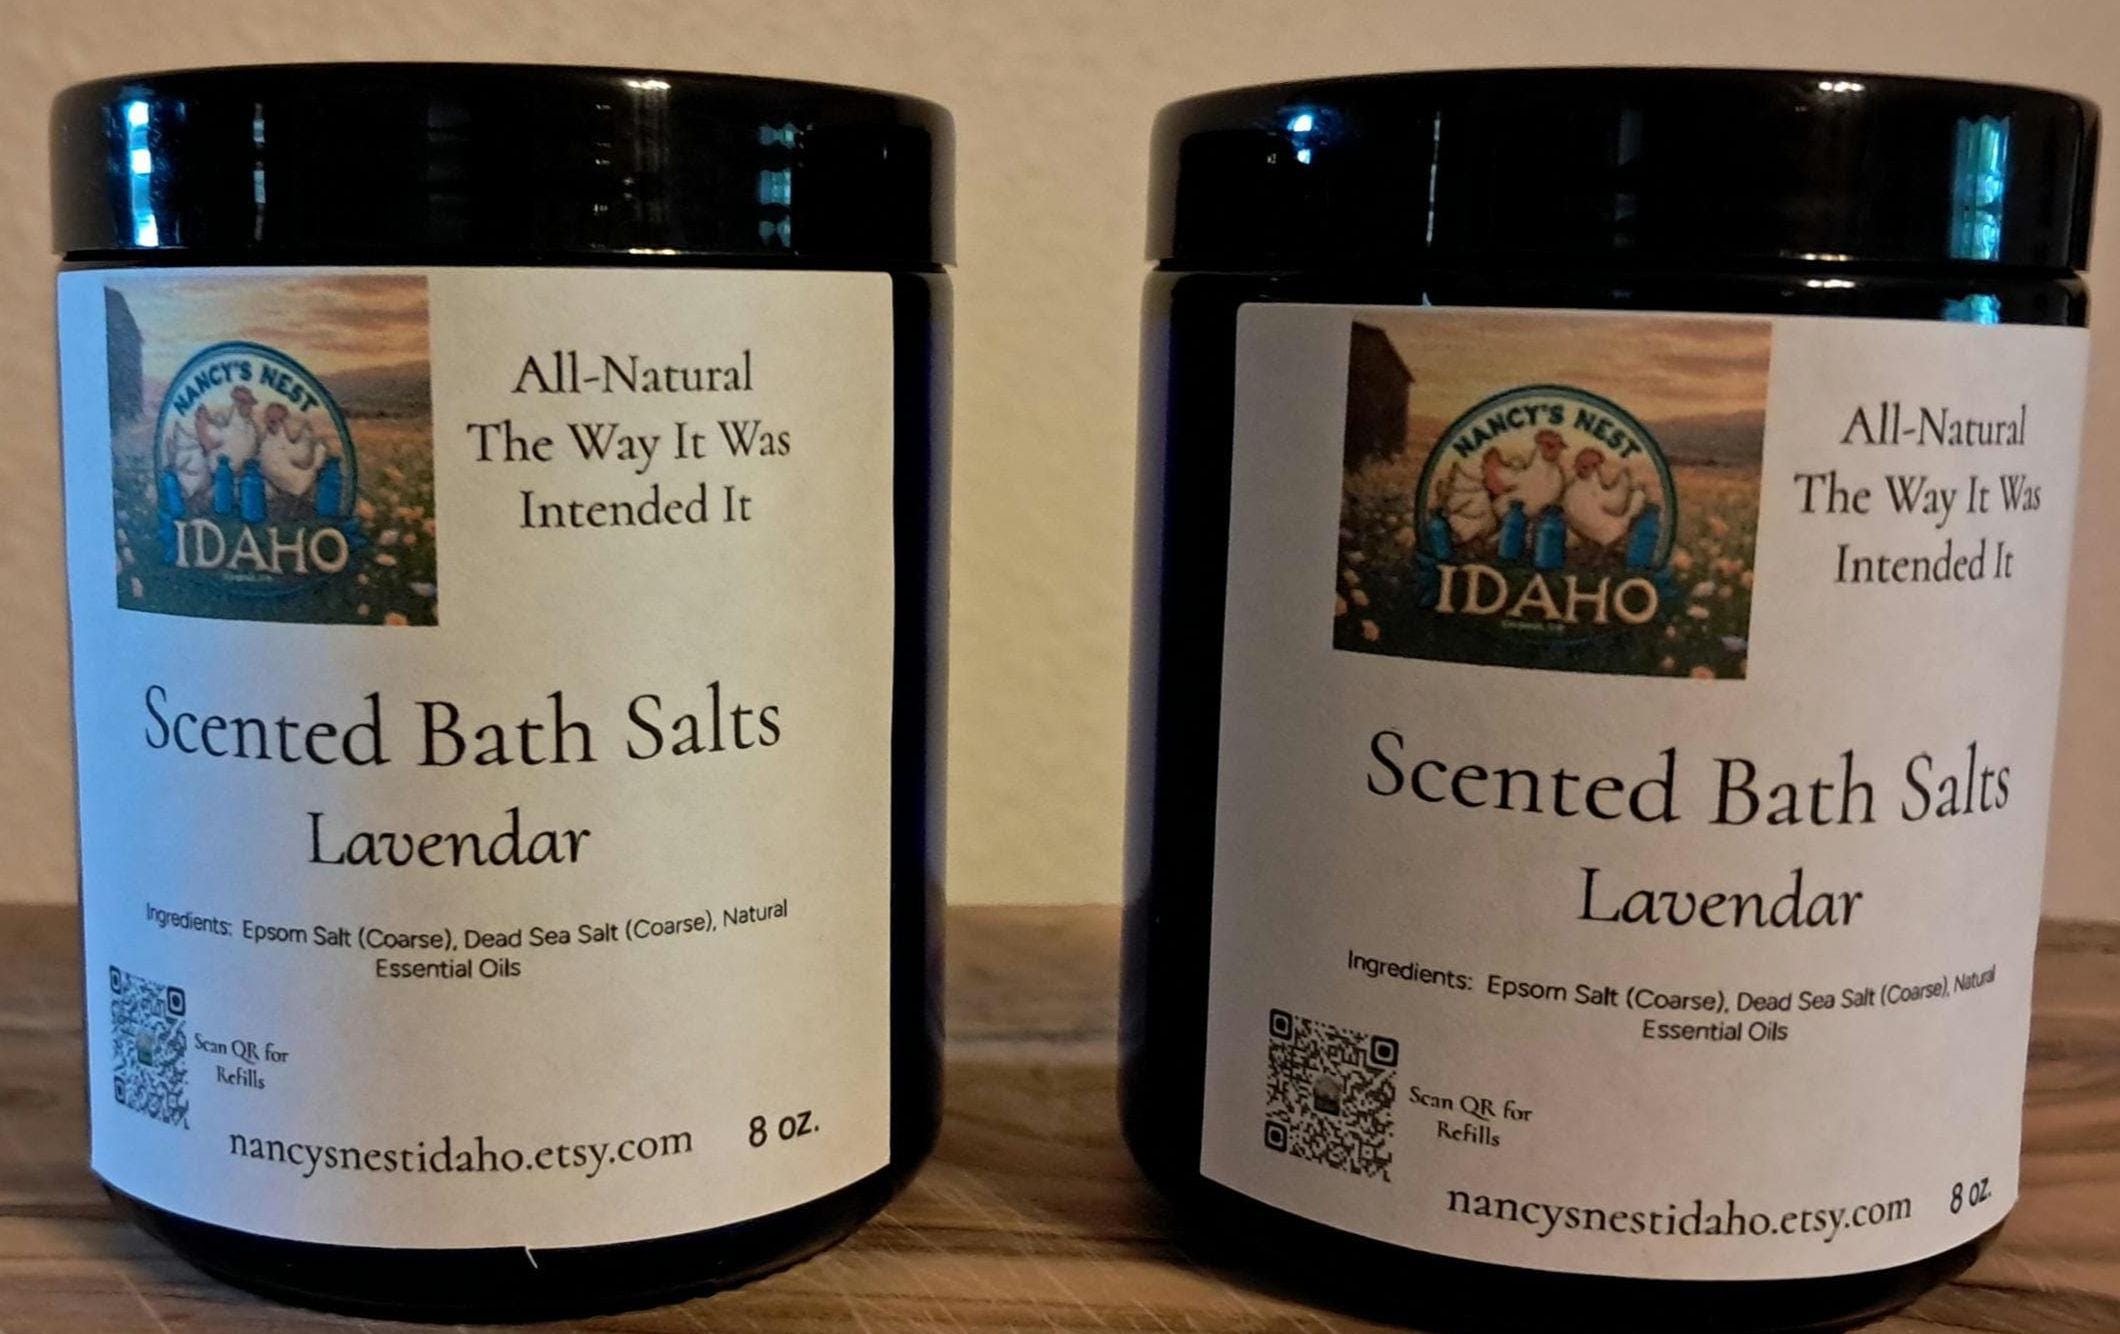 NANCY'S NEST
IDAHO
All-Natural
The Way It Was
Intended It
Scented Bath Salts
Lavendar
Ingredients: Epsom Salt (Coarse), Dead Sea Salt (Coarse), Natural
Essential Oils
Scan QR for
Refills
nancysnestidaho.etsy.com 8 oz.
NANCY'S NEST
IDAHO
All-Natural
The Way It Was
Intended It
Scented Bath Salts
Lavendar
Ingredients: Epsom Salt (Coarse), Dead Sea Salt (Coarse), Natural
Essential Oils
Scan QR for
Refills
nancysnestidaho.etsy.com 8 oz.